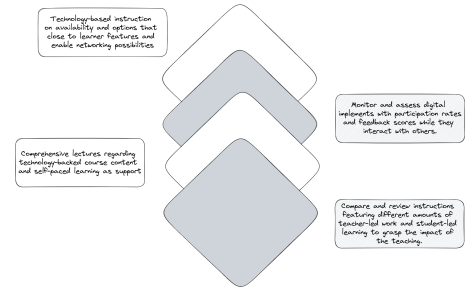 Technology-based instruction
on availability and options that
close to learner features and
enable networking possibilities
Monitor and assess digital
implements with participation rates
and feedback scores while they
interact with others.
Comprehensive lectures regarding
technology-backed course content
and self-paced learning as support
Compare and review instructions
featuring different amounts of
teacher-led work and student-led
learning to grasp the impact of
the teaching.